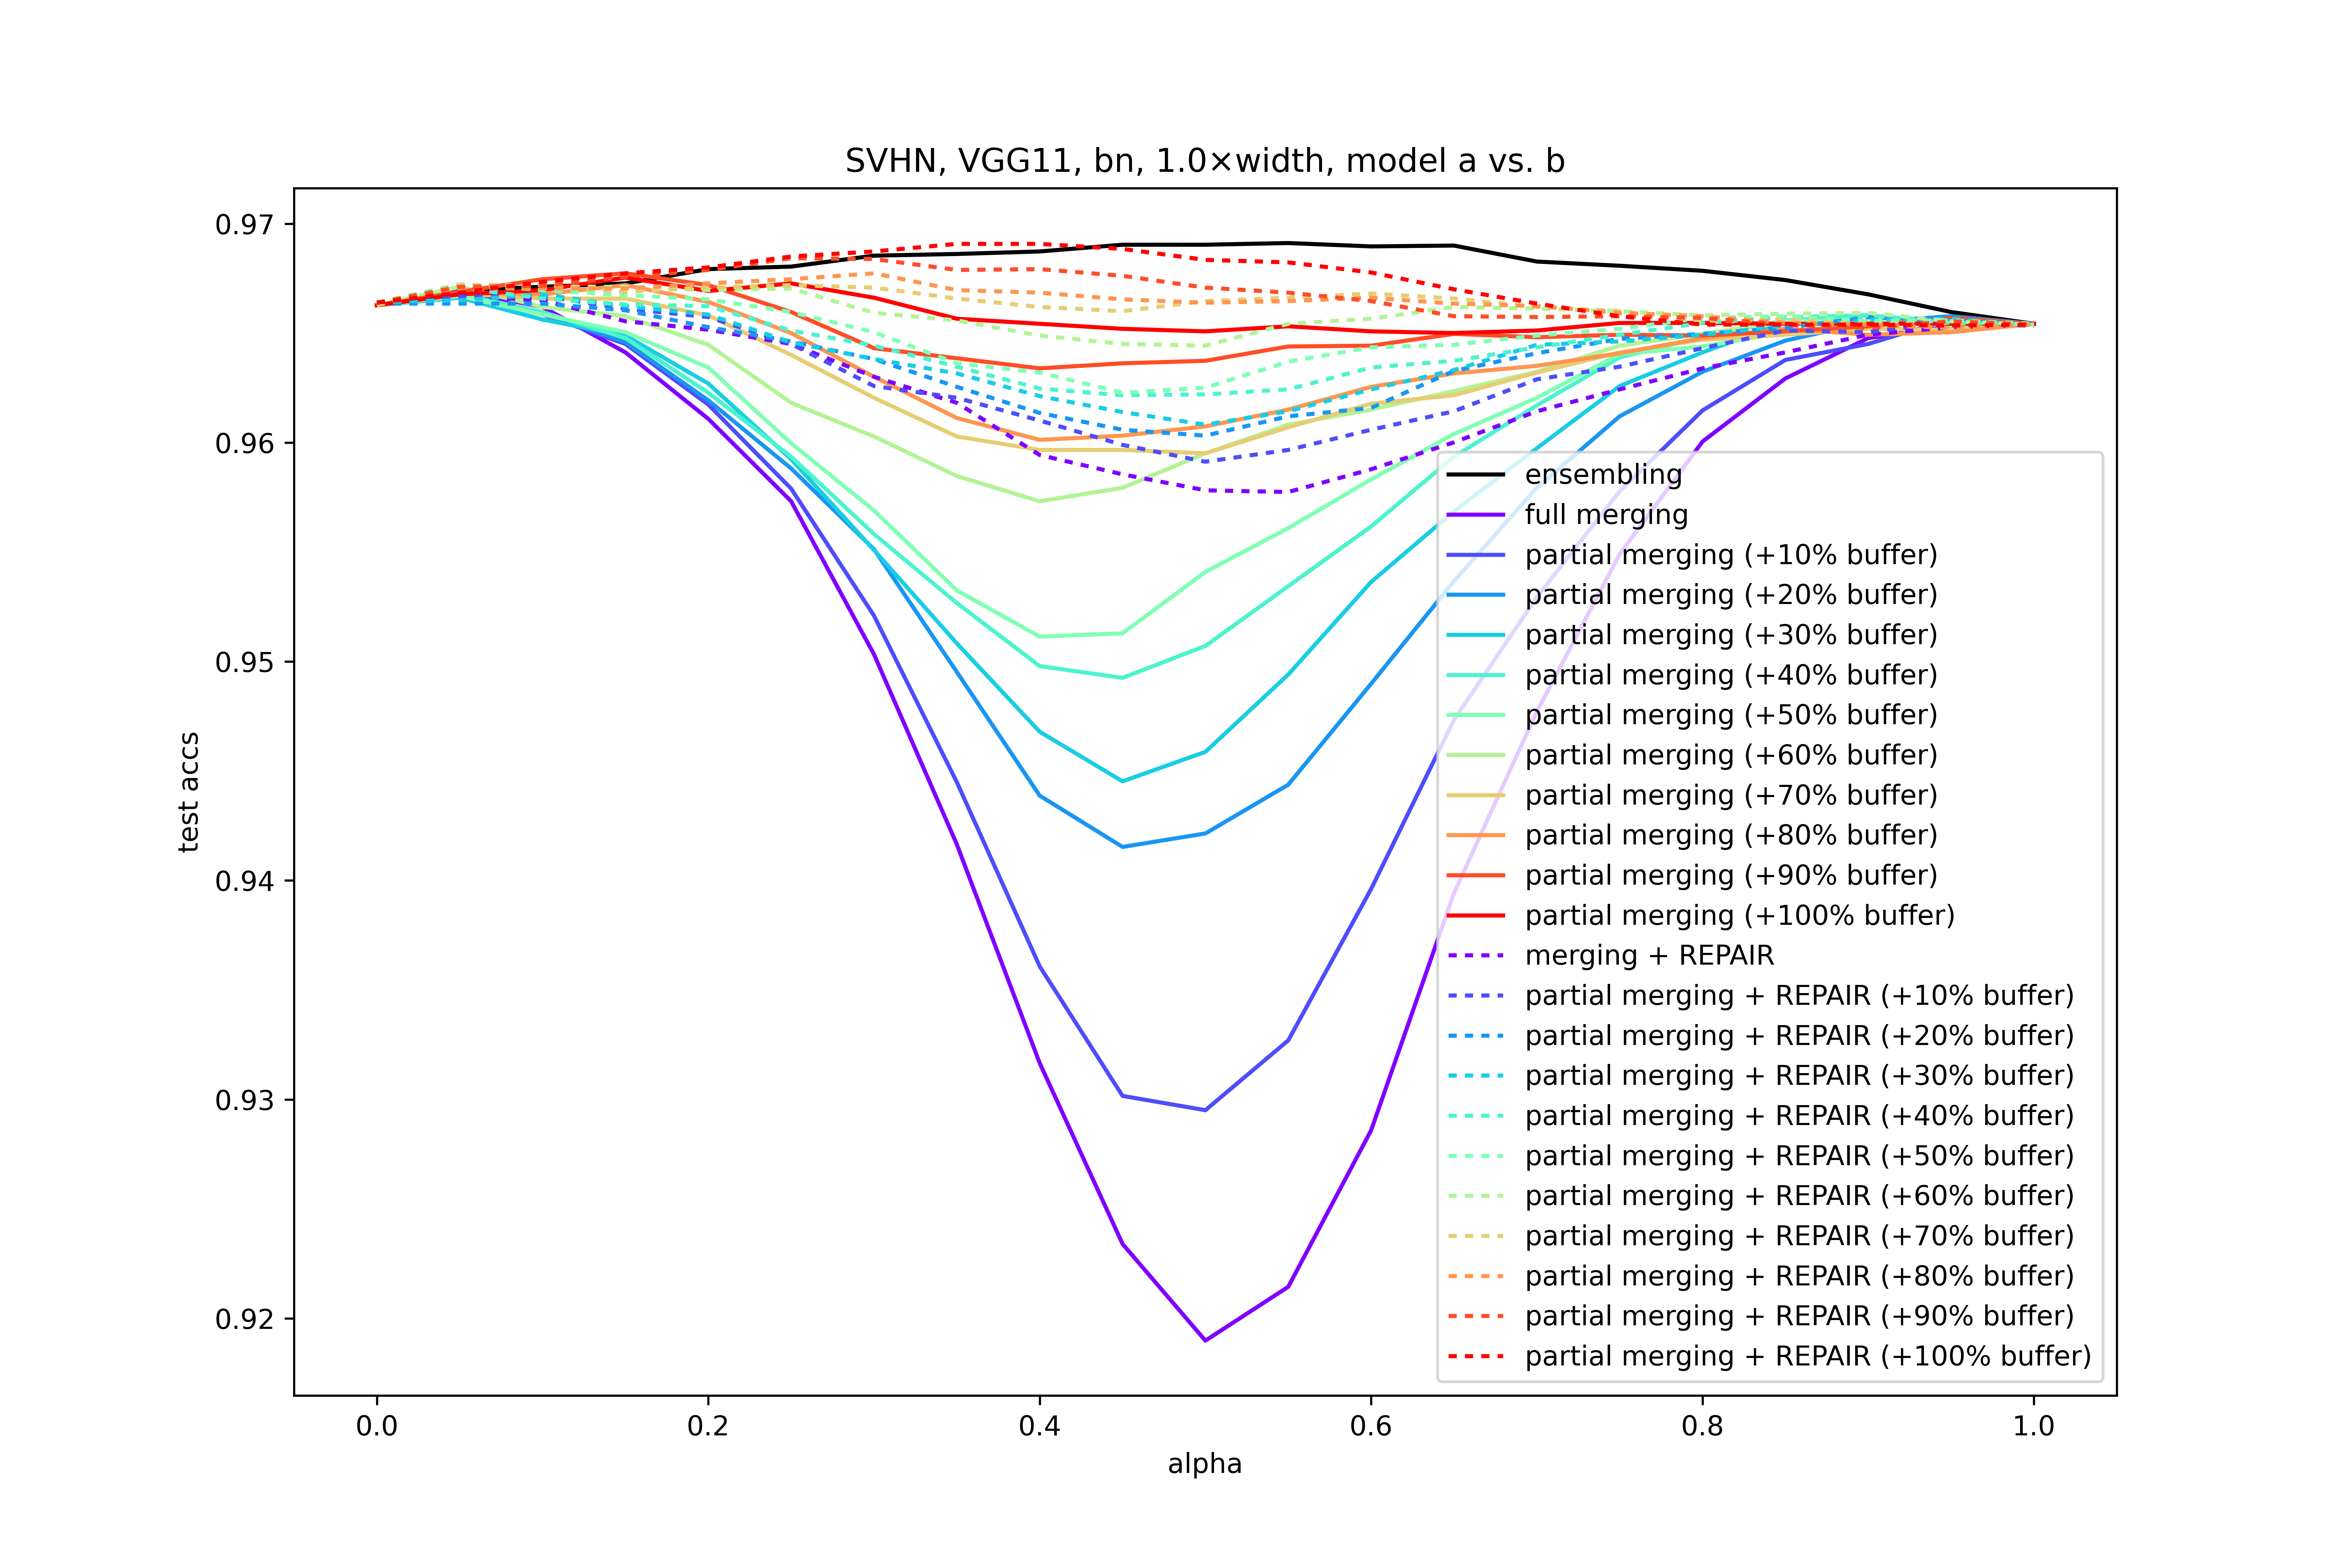 SVHN, VGG11, bn, 1.0×width, model a vs. b
0.97
0.96
0.95
0.94
0.93
0.92
test accs
ensembling
full merging
partial merging (+10% buffer)
partial merging (+20% buffer)
partial merging (+30% buffer)
partial merging (+40% buffer)
partial merging (+50% buffer)
partial merging (+60% buffer)
partial merging (+70% buffer)
partial merging (+80% buffer)
partial merging (+90% buffer)
partial merging (+100% buffer)
merging + REPAIR
partial merging + REPAIR (+10% buffer)
partial merging + REPAIR (+20% buffer)
partial merging + REPAIR (+30% buffer)
partial merging + REPAIR (+40% buffer)
partial merging + REPAIR (+50% buffer)
partial merging + REPAIR (+60% buffer)
partial merging + REPAIR (+70% buffer)
partial merging + REPAIR (+80% buffer)
partial merging + REPAIR (+90% buffer)
partial merging + REPAIR (+100% buffer)
0.0 0.2 0.4 0.6 0.8 1.0
alpha